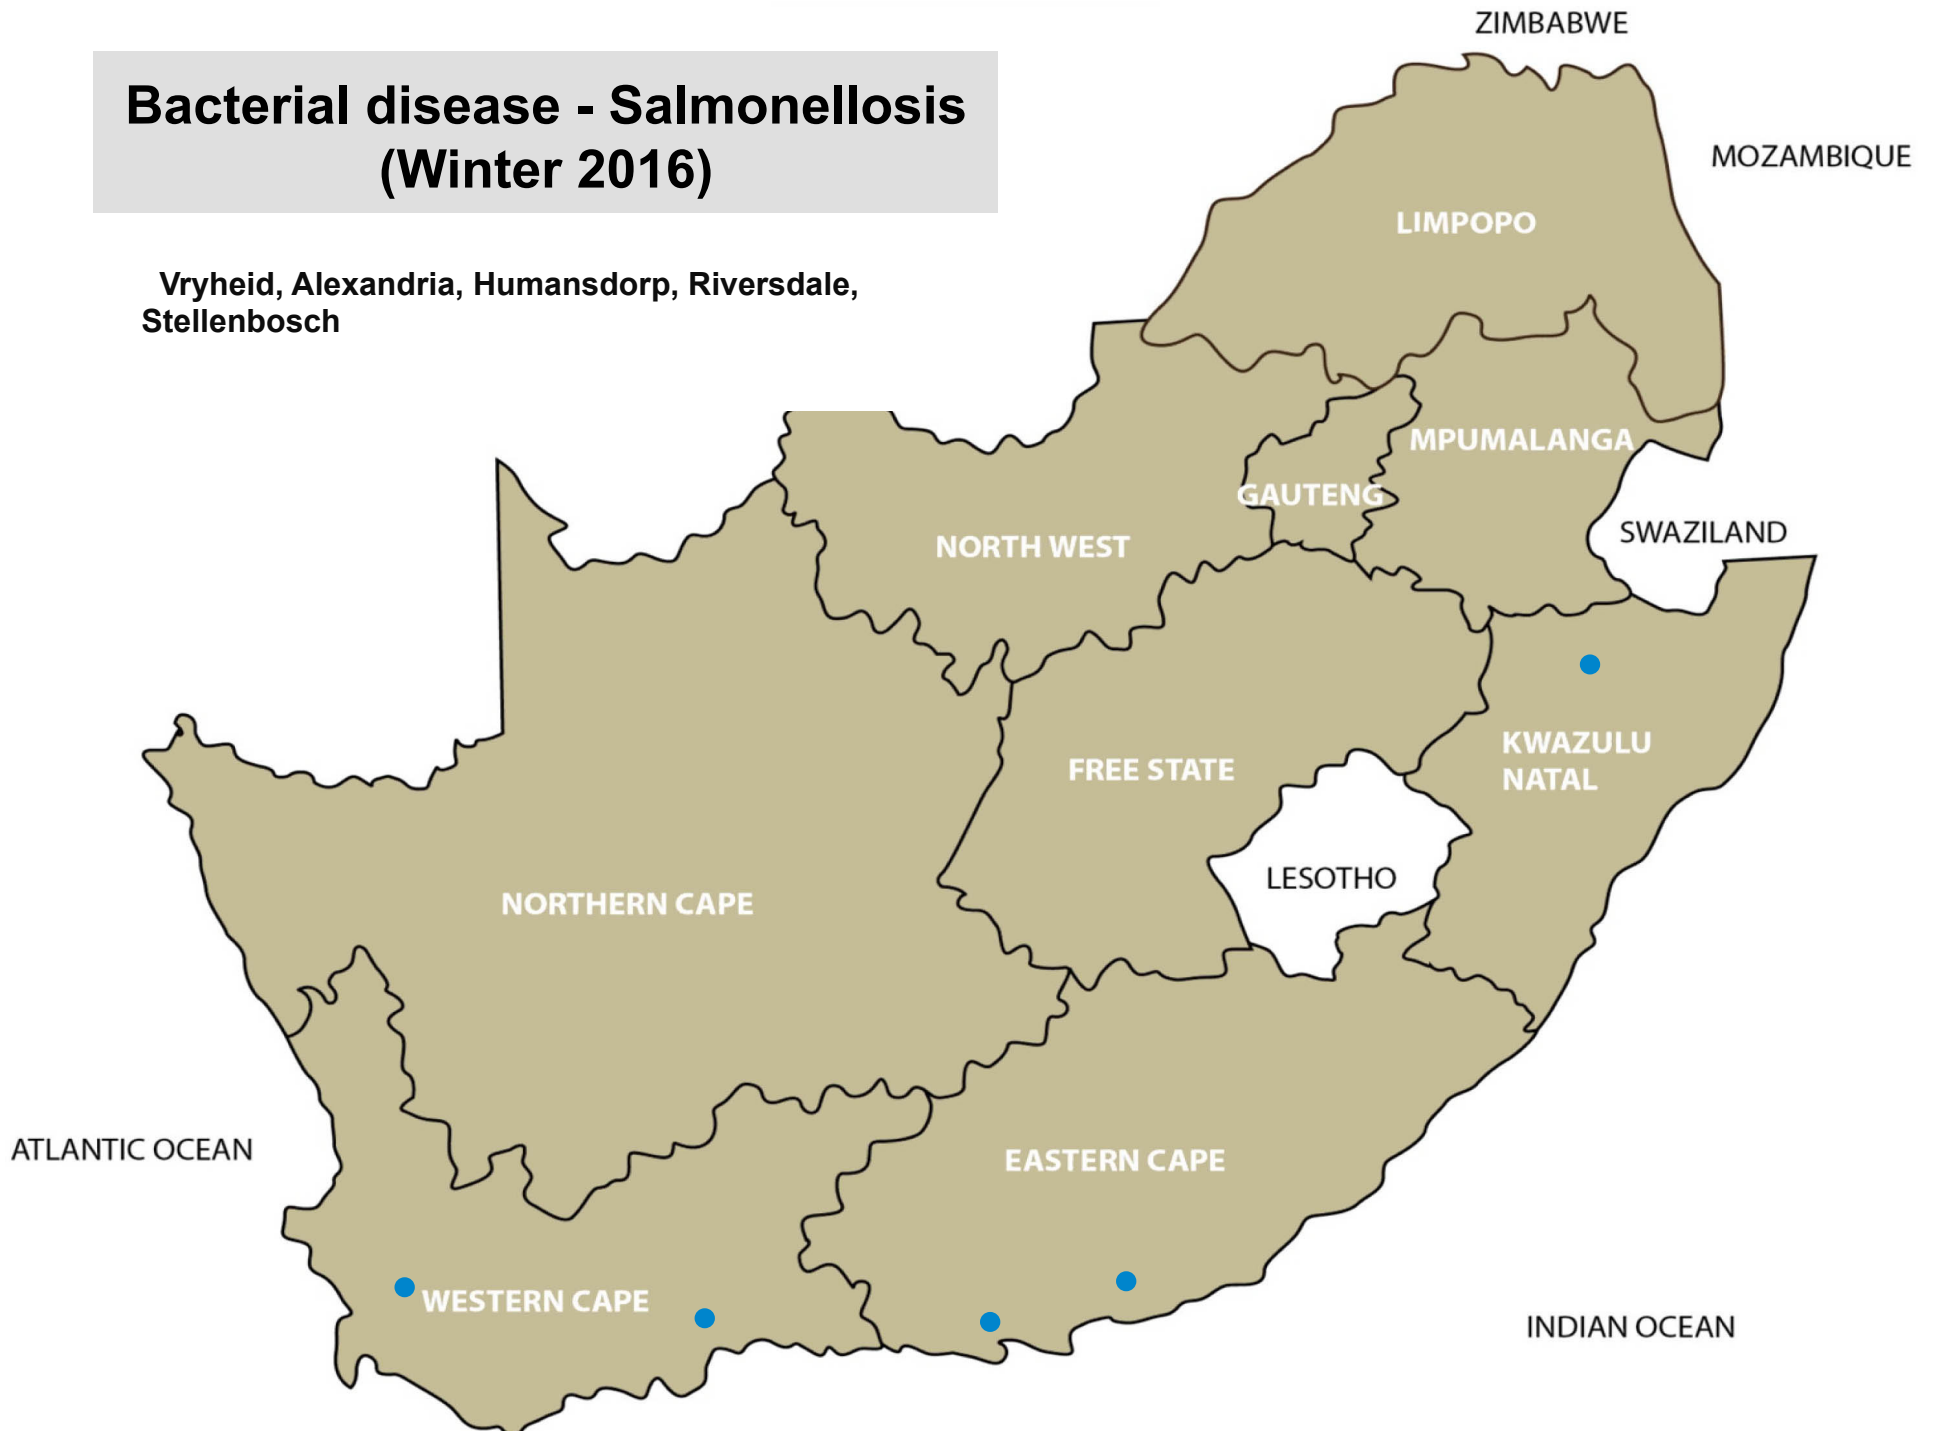 ZIMBABWE
Bacterial disease - Salmonellosis
(Winter 2016)
MOZAMBIQUE
LIMPOPO
Vryheid, Alexandria, Humansdorp, Riversdale,
Stellenbosch
MPUMALANGA
GAUTENG
SWAZILAND
NORTH WEST
KWAZULU
NATAL
FREE STATE
LESOTHO
NORTHERN CAPE
ATLANTIC OCEAN
EASTERN CAPE
WESTERN CAPE
INDIAN OCEAN